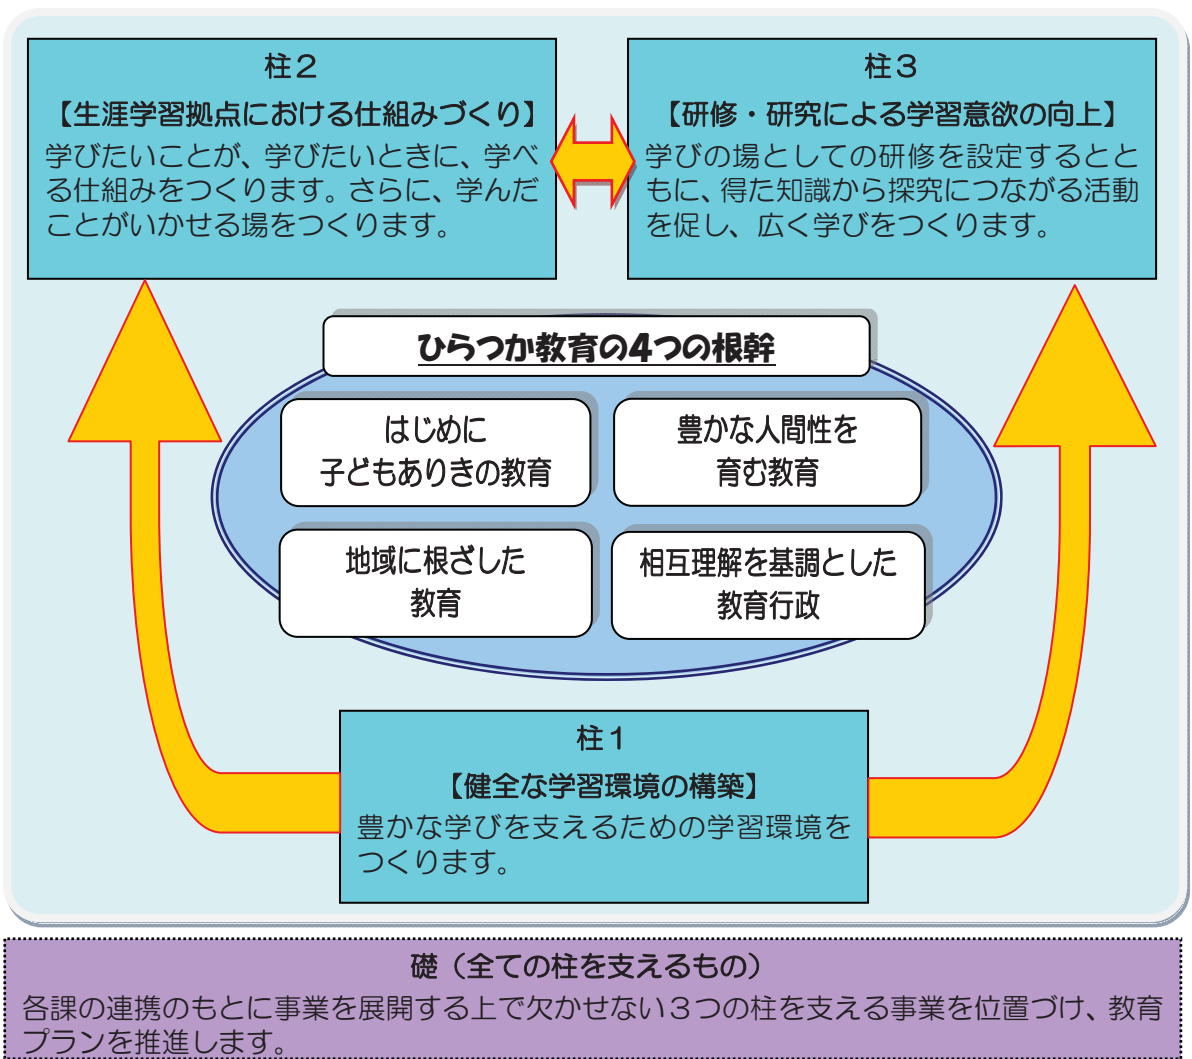 柱２
【生涯学習拠点における仕組みづくり】
学びたいことが、学びたいときに、学べ
る仕組みをつくります。さらに、学んだ
ことがいかせる場をつくります。
柱３
【研修・研究による学習意欲の向上】
学びの場としての研修を設定するとと
もに、得た知識から探究につながる活動
を促し、広く学びをつくります。
ひらつか教育の4つの根幹
はじめに
子どもありきの教育
豊かな人間性を
育む教育
地域に根ざした
教育
相互理解を基調とした
教育行政
柱１
【健全な学習環境の構築】
豊かな学びを支えるための学習環境を
つくります。
礎（全ての柱を支えるもの）
各課の連携のもとに事業を展開する上で欠かせない３つの柱を支える事業を位置づけ、教育
プランを推進します。